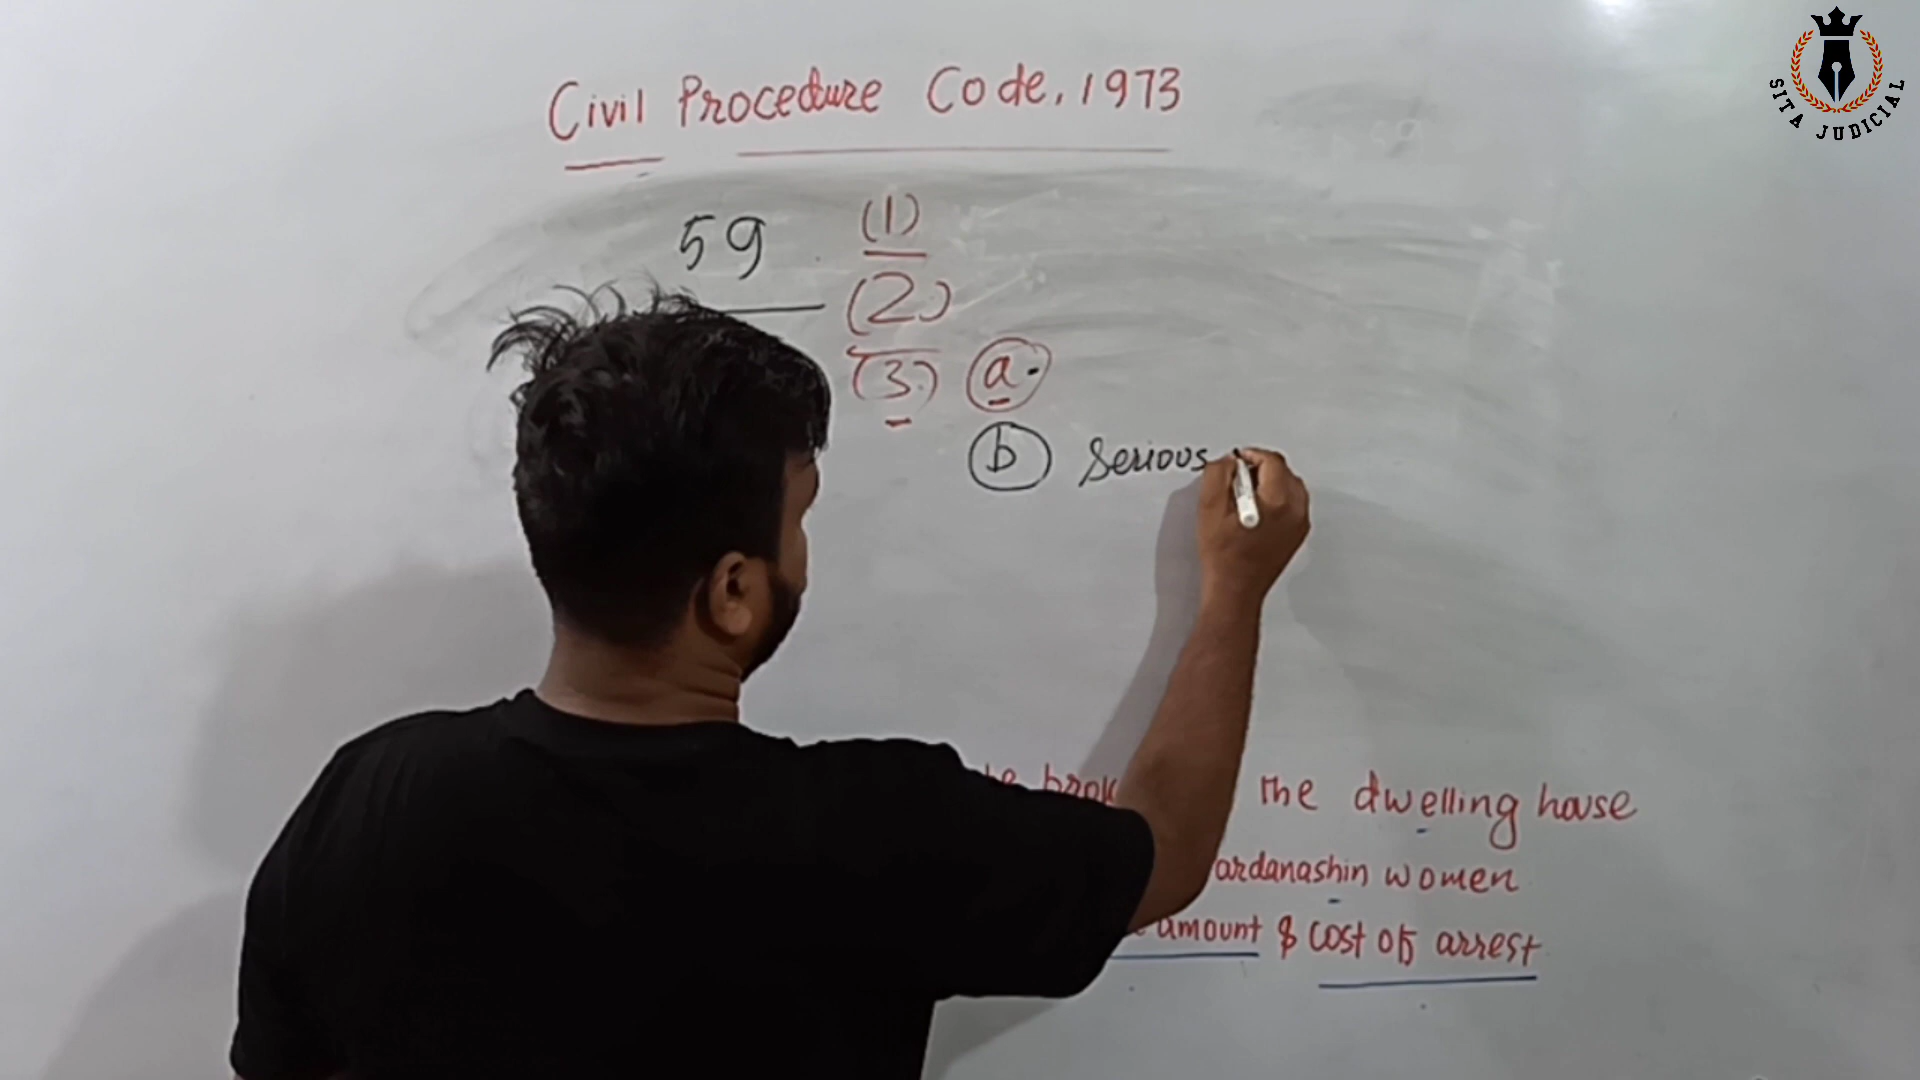 SITA JUDICIAL
Civil Procedure Code, 1973
59 (1)
(2)
(3) a
b Serious
the dwelling house
women
amount & cost of arrest